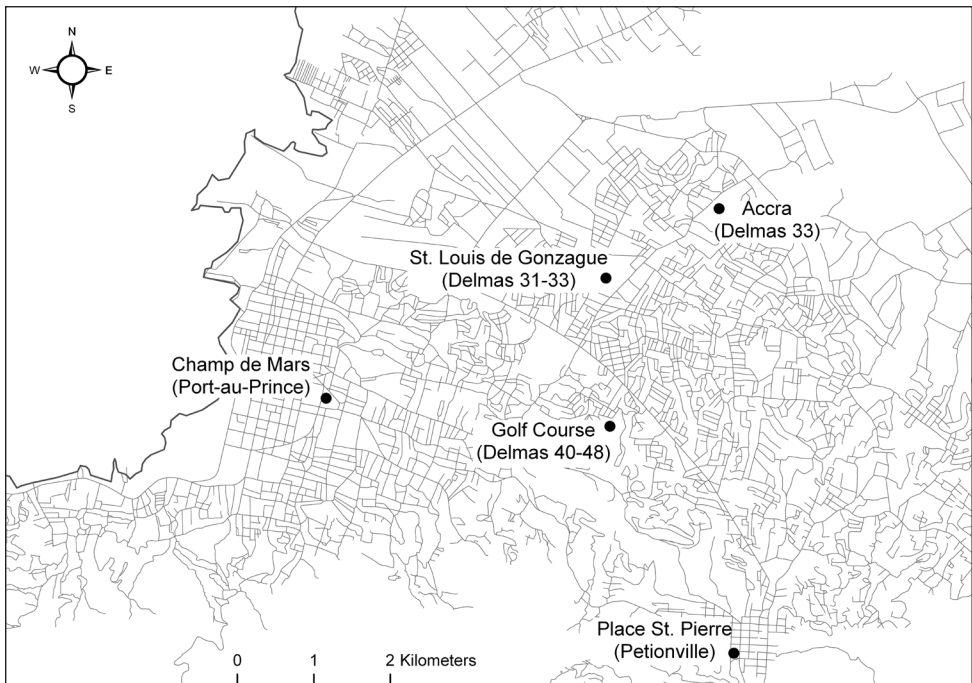 N
W E
S
Accra
(Delmas 33)
St. Louis de Gonzague
(Delmas 31-33)
Champ de Mars
(Port-au-Prince)
Golf Course
(Delmas 40-48)
Place St. Pierre
(Petionville)
0 1 2 Kilometers